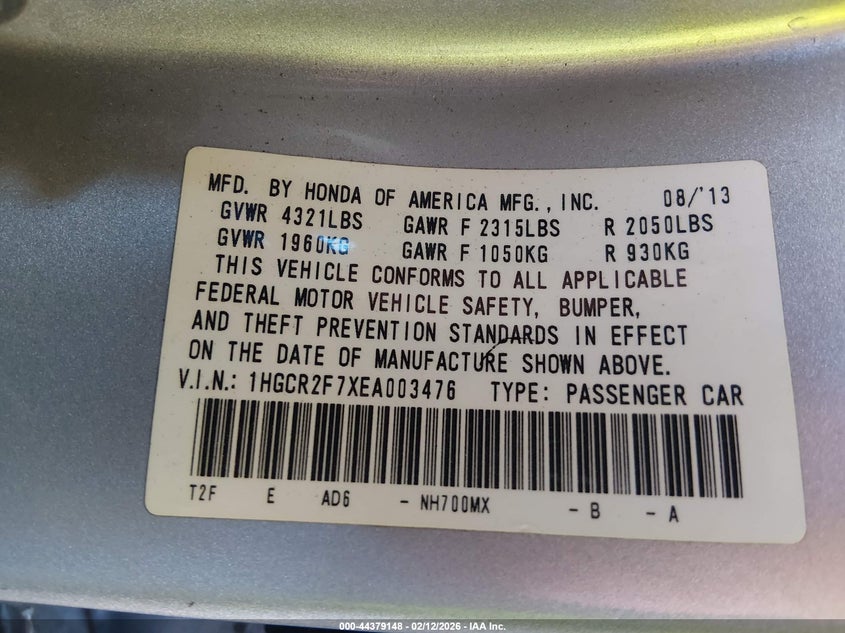 MFD. BY HONDA OF AMERICA MFG., INC. 08/'13
GVWR 4321LBS GAWR F 2315LBS R 2050LBS
GVWR 1960KG GAWR F 1050KG R 930KG
THIS VEHICLE CONFORMS TO ALL APPLICABLE
FEDERAL MOTOR VEHICLE SAFETY, BUMPER,
AND THEFT PREVENTION STANDARDS IN EFFECT
ON THE DATE OF MANUFACTURE SHOWN ABOVE.
V.I.N.: 1HGCR2F7XEA003476 TYPE: PASSENGER CAR
T2F E AD6 - NH700MX - B - A
000-44379148 - 02/12/2026 - IAA Inc.